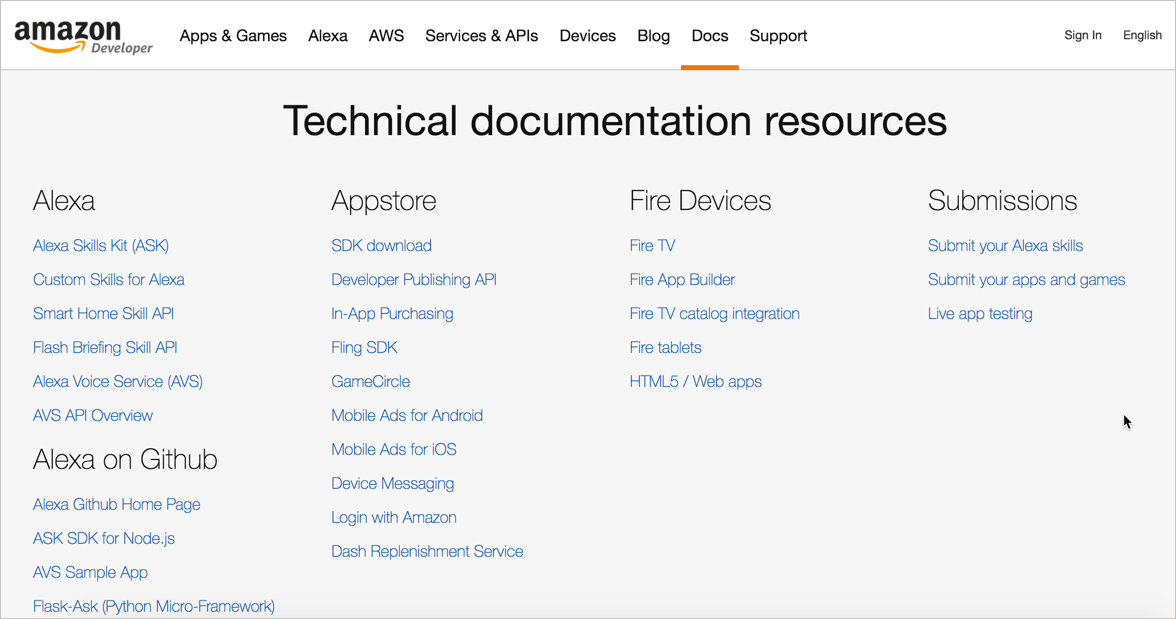 amazon
Developer
Apps & Games Alexa AWS Services & APIs Devices Blog Docs Support
Sign In English
Technical documentation resources
Alexa
Alexa Skills Kit (ASK)
Custom Skills for Alexa
Smart Home Skill API
Flash Briefing Skill API
Alexa Voice Service (AVS)
AVS API Overview
Alexa on Github
Alexa Github Home Page
ASK SDK for Node.js
AVS Sample App
Flask-Ask (Python Micro-Framework)
Appstore
SDK download
Developer Publishing API
In-App Purchasing
Fling SDK
GameCircle
Mobile Ads for Android
Mobile Ads for iOS
Device Messaging
Login with Amazon
Dash Replenishment Service
Fire Devices
Fire TV
Fire App Builder
Fire TV catalog integration
Fire tablets
HTML5 / Web apps
Submissions
Submit your Alexa skills
Submit your apps and games
Live app testing